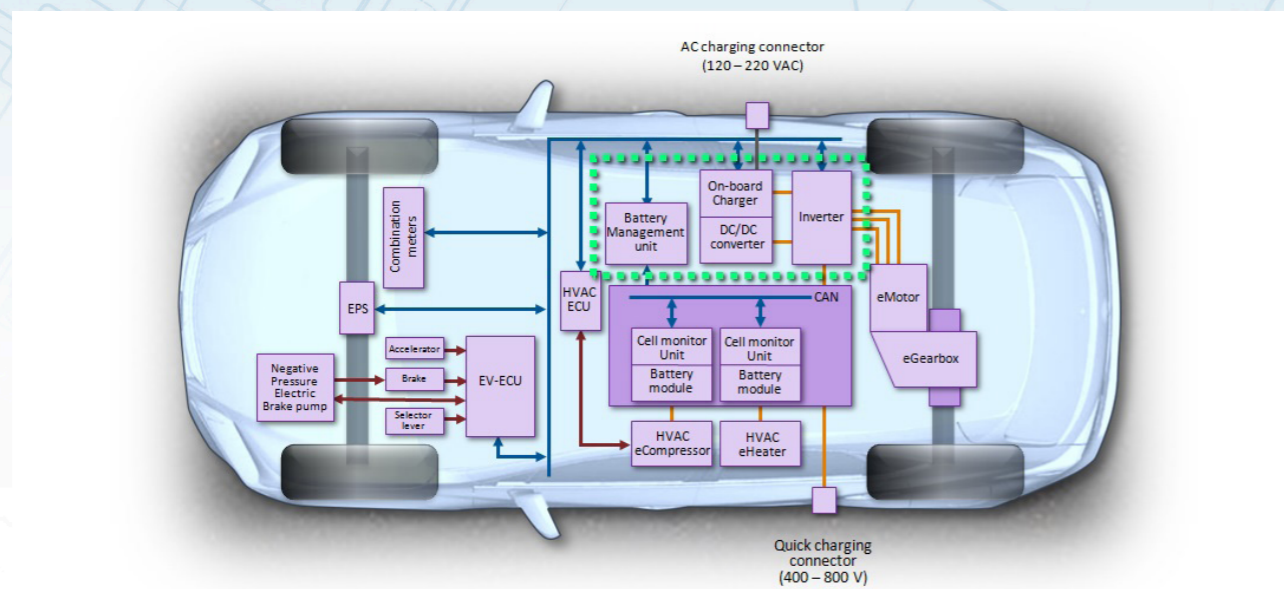 AC charging connector
(120 – 220 VAC)
On-board
Charger
DC/DC
converter
Inverter
Battery
Management
unit
Combination
meters
HVAC
ECU
CAN
eMotor
EPS
Cell monitor
Unit
Battery
module
Cell monitor
Unit
Battery
module
eGearbox
Accelerator
Brake
Selector
lever
EV-ECU
Negative
Pressure
Electric
Brake pump
HVAC
eCompressor
HVAC
eHeater
Quick charging
connector
(400 – 800 V)